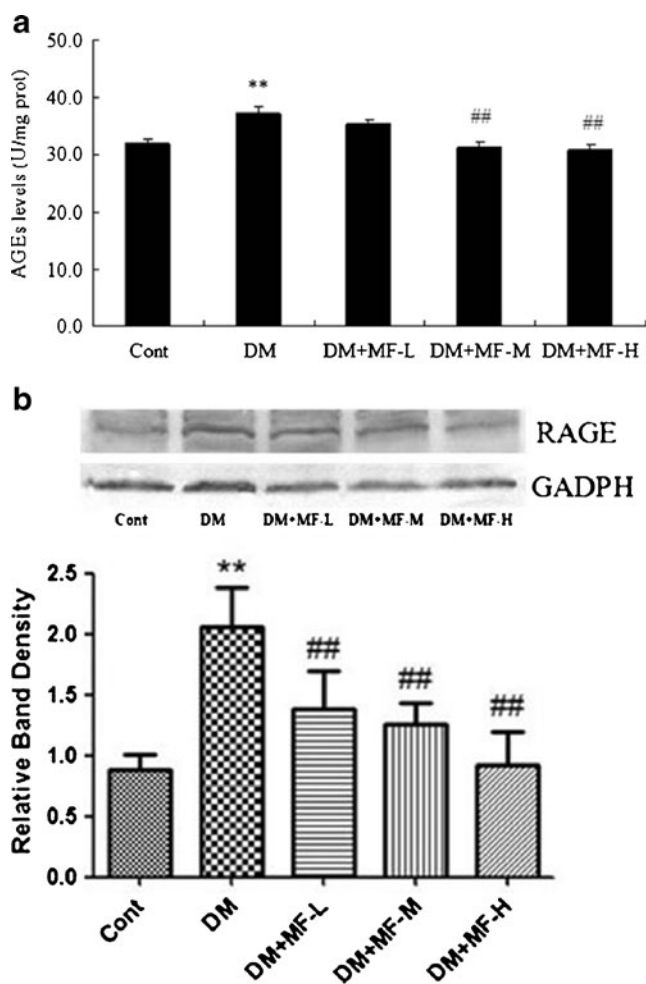 a
AGEs levels (U/mg prot)
50.0
40.0
30.0
20.0
10.0
0.0
**
##
##
Cont DM DM+MF-L DM+MF-M DM+MF-H
b
RAGE
GADPH
Cont DM DM+MF-L DM+MF-M DM+MF-H
Relative Band Density
2.5
2.0
1.5
1.0
0.5
0.0
**
##
##
##
Cont
DM
DM+MF-L
DM+MF-M
DM+MF-H